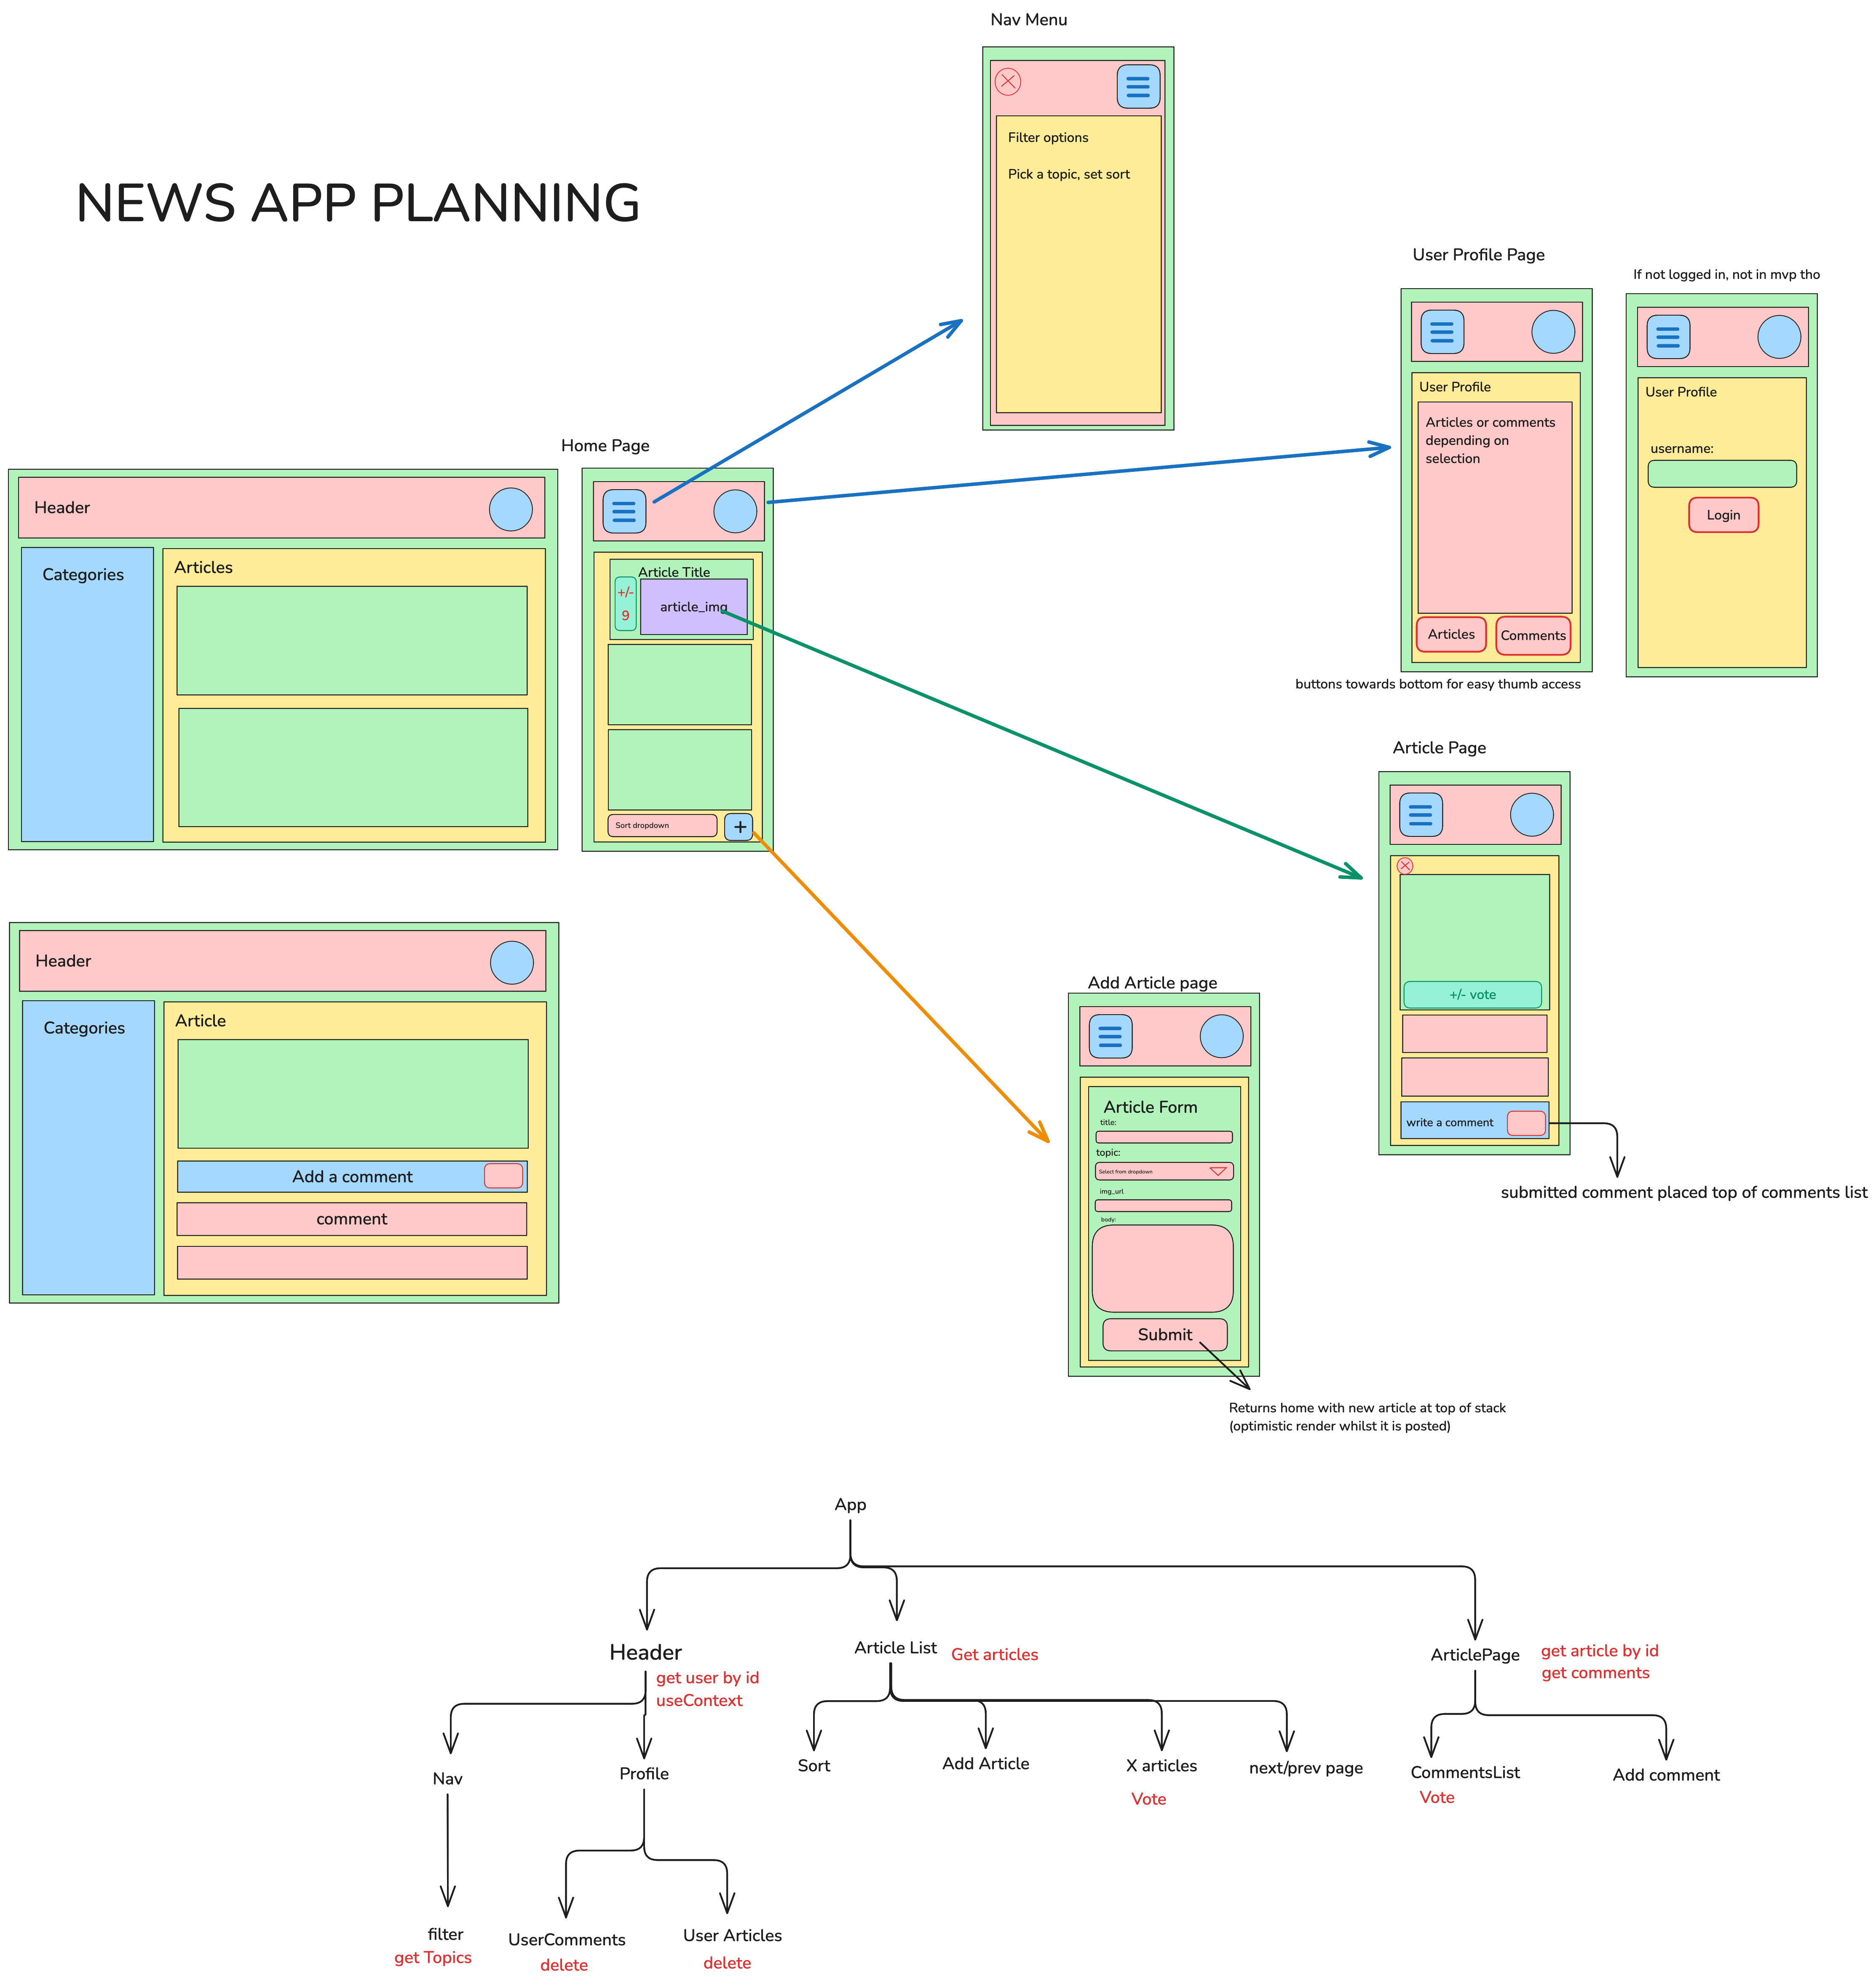 Nav Menu
Filter options
Pick a topic, set sort
NEWS APP PLANNING
User Profile Page
If not logged in, not in mvp tho
User Profile
Articles or comments
depending on
selection
Articles
Comments
buttons towards bottom for easy thumb access
User Profile
username:
Login
Home Page
Header
Categories
Articles
Article Title
+/-
9
article_img
Sort dropdown
+
Article Page
+/- vote
write a comment
submitted comment placed top of comments list
Header
Categories
Article
Add a comment
comment
Add Article page
Article Form
title:
topic:
Select from dropdown
img_url
body:
Submit
Returns home with new article at top of stack
(optimistic render whilst it is posted)
App
Header
get user by id
useContext
Article List
Get articles
ArticlePage
get article by id
get comments
Nav
Profile
Sort
Add Article
X articles
Vote
next/prev page
CommentsList
Vote
Add comment
filter
get Topics
UserComments
delete
User Articles
delete